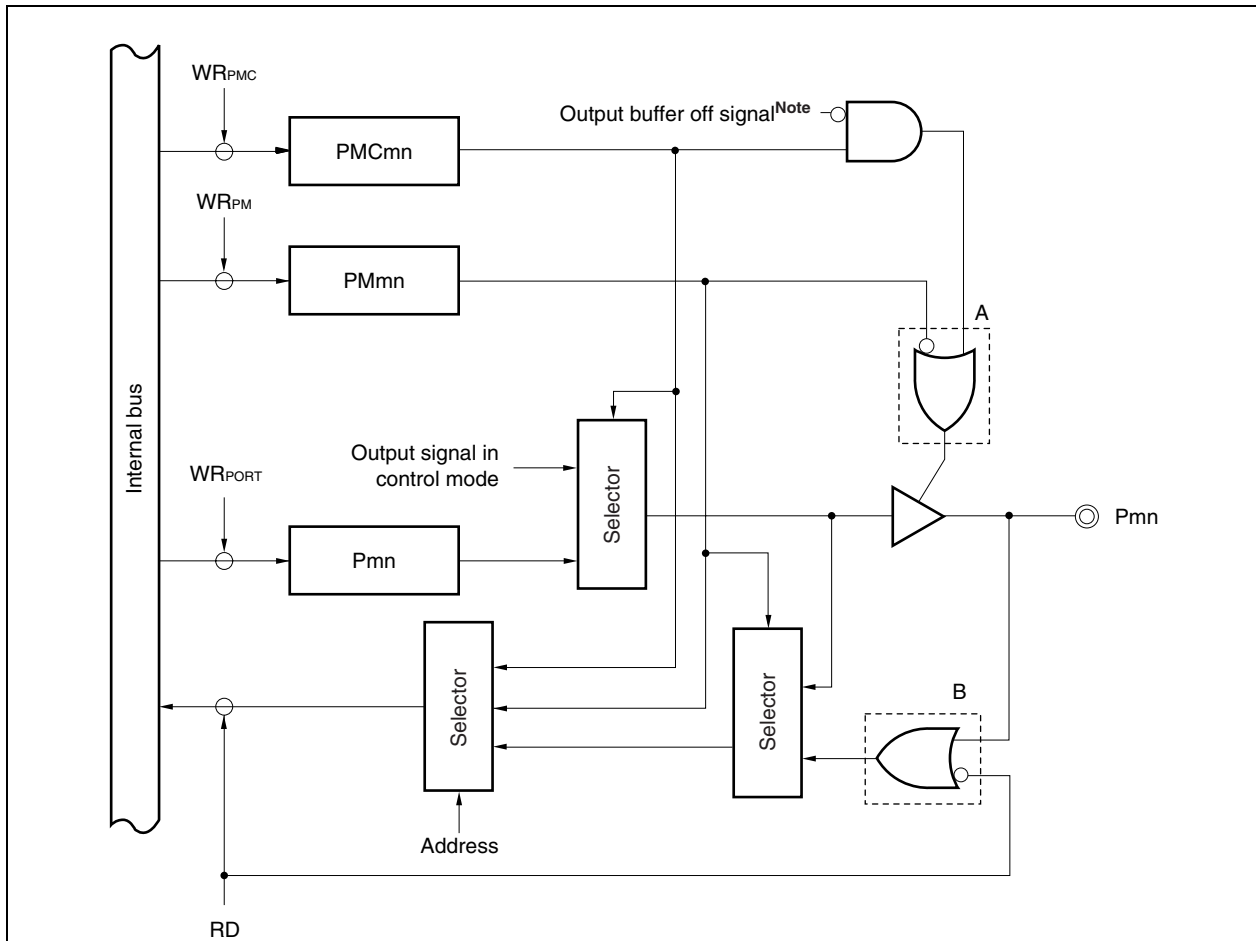 WRPMC
Output buffer off signalNote
PMCmn
WRPM
PMmn
A
Internal bus
Output signal in
control mode
Selector
WRPORT
Pmn
Pmn
Selector
Selector
B
Address
RD